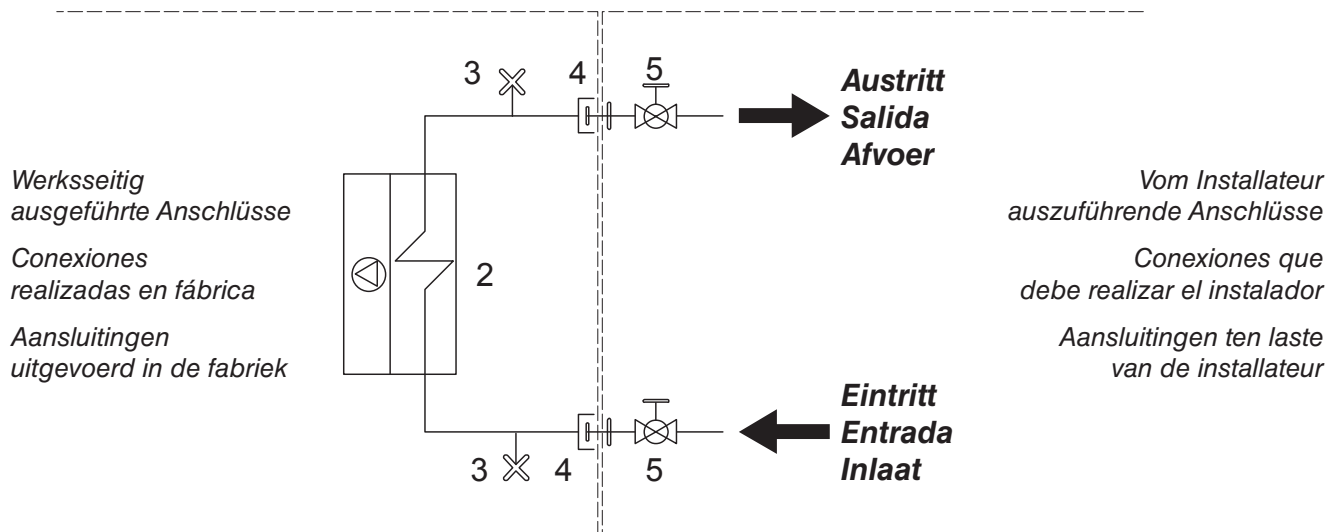 3
4
5
Austritt
Salida
Afvoer
Werksseitig
ausgeführte Anschlüsse
Conexiones
realizadas en fábrica
Aansluitingen
uitgevoerd in de fabriek
2
Vom Installateur
auszuführende Anschlüsse
Conexiones que
debe realizar el instalador
Aansluitingen ten laste
van de installateur
Eintritt
Entrada
Inlaat
3
4
5